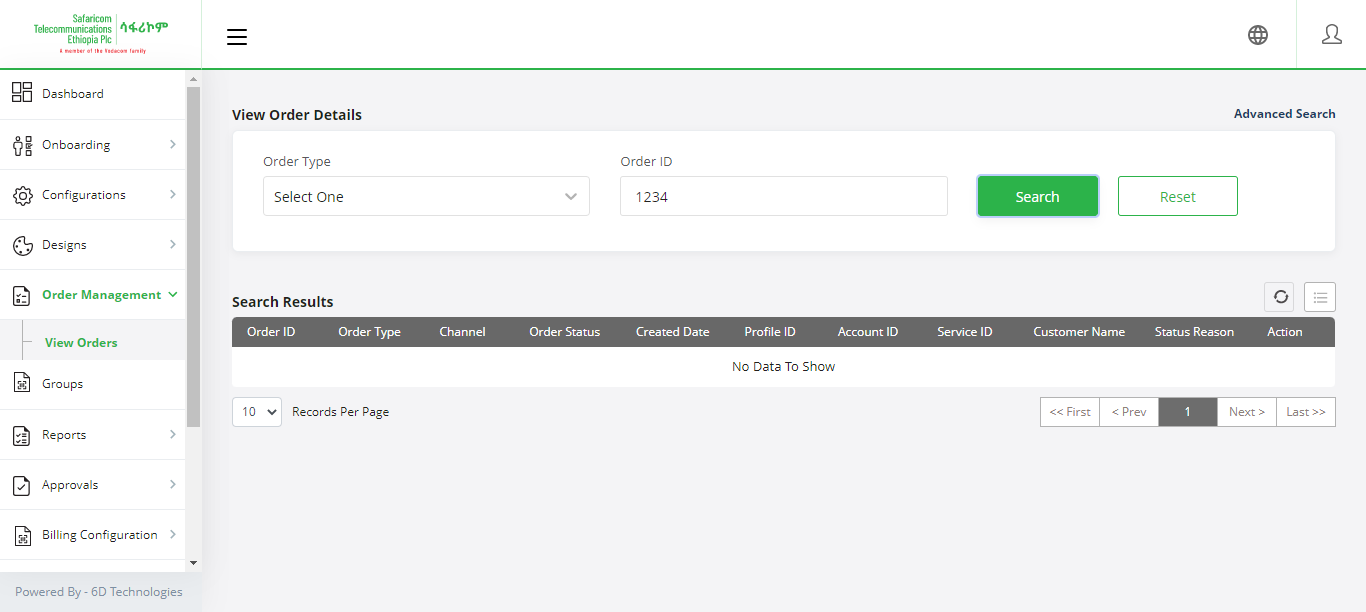 Safaricom
Telecommunications
Ethiopia Plc
ሳፋሪኮም
A member of the Vodacom family
Dashboard
Onboarding
Configurations
Designs
Order Management
View Orders
Groups
Reports
Approvals
Billing Configuration
Powered By - 6D Technologies
View Order Details
Advanced Search
Order Type
Order ID
Select One
1234
Search
Reset
Search Results
Order ID Order Type Channel Order Status Created Date Profile ID Account ID Service ID Customer Name Status Reason Action
No Data To Show
10 Records Per Page
<< First < Prev 1 Next > Last >>